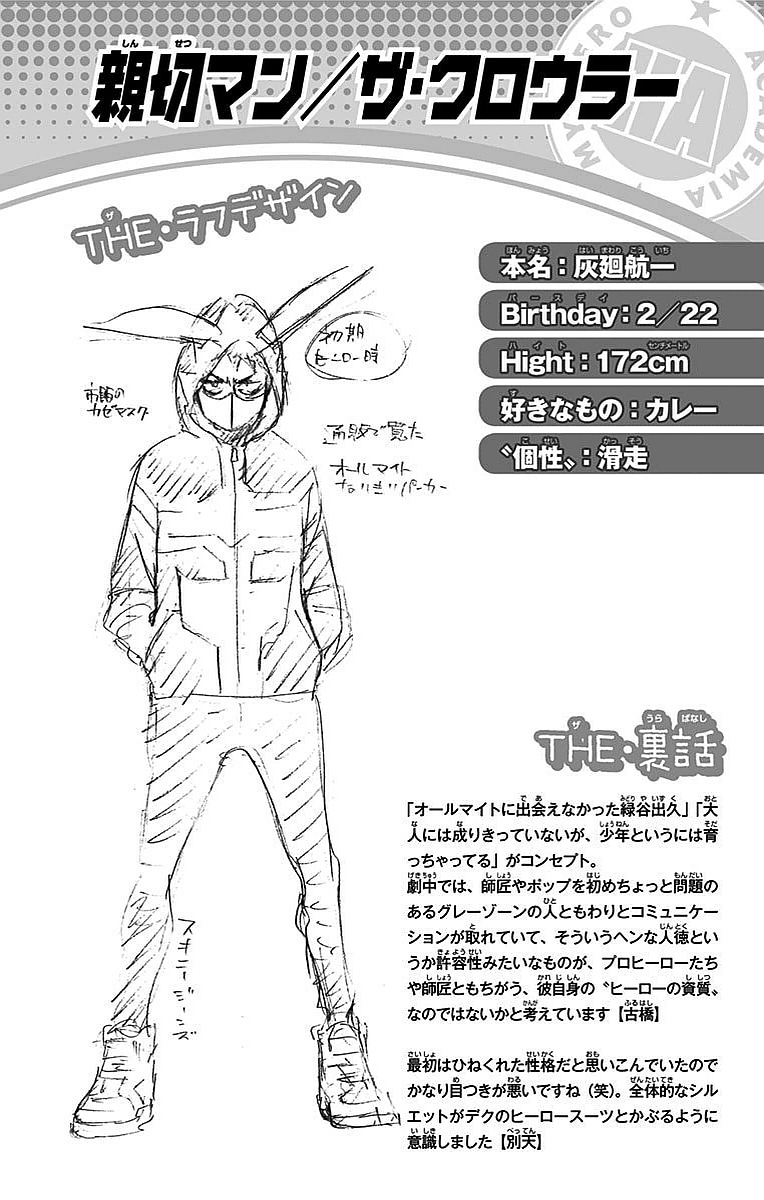 親切マン/ザ・クロウラー
MY HERO ACADEMIA
THE・ラフデザイン
本名:灰廻航一
Birthday:2/22
Hight:172cm
好きなもの:カレー
〝個性〟:滑走
初期
ヒーロー時
市販の
カゼマスク
通販で買った
オールマイト
なりきりパーカー
スキニージーンズ
THE・裏話
「オールマイトに出会えなかった緑谷出久」「大
人には成りきっていないが、少年というには育
っちゃってる」がコンセプト。
劇中では、師匠やポップを初めちょっと問題の
あるグレーゾーンの人ともわりとコミュニケー
ションが取れていて、そういうヘンな人徳とい
うか許容性みたいなものが、プロヒーローたち
や師匠ともちがう、彼自身の〝ヒーローの資質〟
なのではないかと考えています【古橋】
最初はひねくれた性格だと思いこんでいたので
かなり目つきが悪いですね(笑)。全体的なシル
エットがデクのヒーロースーツとかぶるように
意識しました【別天】